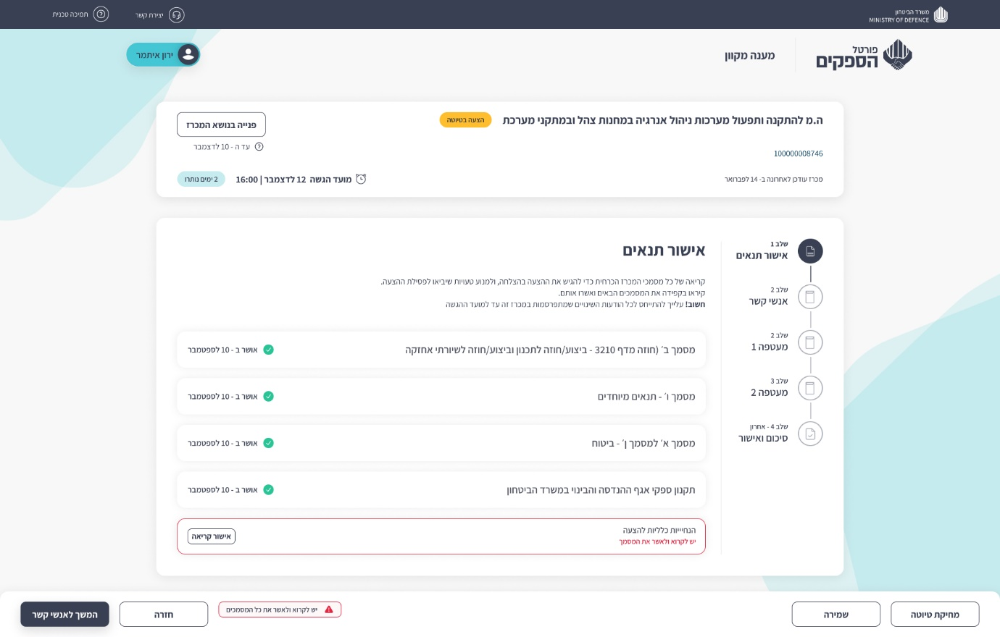 משרד הביטחון
MINISTRY OF DEFENCE
יצירת קשר
תמיכה טכנית
פורטל
הספקים
מענה מקוון
ירון איתמר
ה.מ להתקנה ותפעול מערכות ניהול אנרגיה במחנות צהל ובמתקני מערכת
הצעה בטיוטה
פנייה בנושא המכרז
עד ה - 10 לדצמבר
100000008746
מכרז עודכן לאחרונה ב- 14 לפברואר
מועד הגשה 12 לדצמבר | 16:00
2 ימים נותרו
שלב 1
אישור תנאים
שלב 2
אנשי קשר
שלב 2
מעטפה 1
שלב 3
מעטפה 2
שלב 4 - אחרון
סיכום ואישור
אישור תנאים
קריאה של כל מסמכי המכרז הכרחית כדי להגיש את ההצעה בהצלחה, ולמנוע טעויות שיביאו לפסילת ההצעה.
קיראו בקפידה את המסמכים הבאים ואשרו אותם.
חשוב! עלייך להתייחס לכל הודעות השינויים שמתפרסמות במכרז זה עד למועד ההגשה
מסמך ב׳ (חוזה מדף 3210 - ביצוע/חוזה לתכנון וביצוע/חוזה לשיורתי אחזקה
אושר ב - 10 לספטמבר
מסמך ו׳ - תנאים מיוחדים
אושר ב - 10 לספטמבר
מסמך א׳ למסמך ן׳ - ביטוח
אושר ב - 10 לספטמבר
תקנון ספקי אגף ההנדסה והבינוי במשרד הביטחון
אושר ב - 10 לספטמבר
הנחיייות כלליות להצעה
יש לקרוא ולאשר את המסמך
אישור קריאה
מחיקת טיוטה
שמירה
יש לקרוא ולאשר את כל המסמכים
חזרה
המשך לאנשי קשר